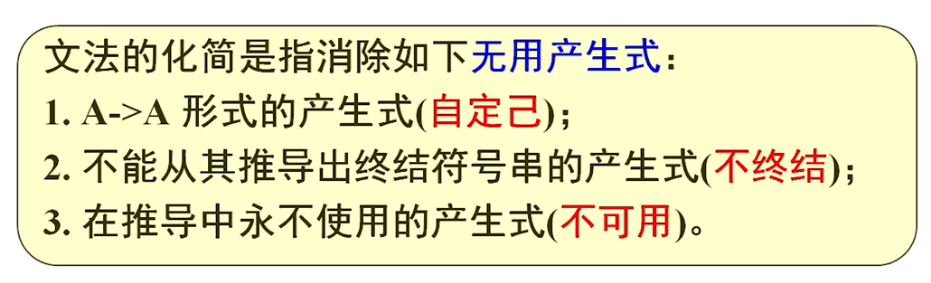 文法的化简是指消除如下无用产生式：
1. A->A 形式的产生式(自定己)；
2. 不能从其推导出终结符号串的产生式(不终结)；
3. 在推导中永不使用的产生式(不可用)。